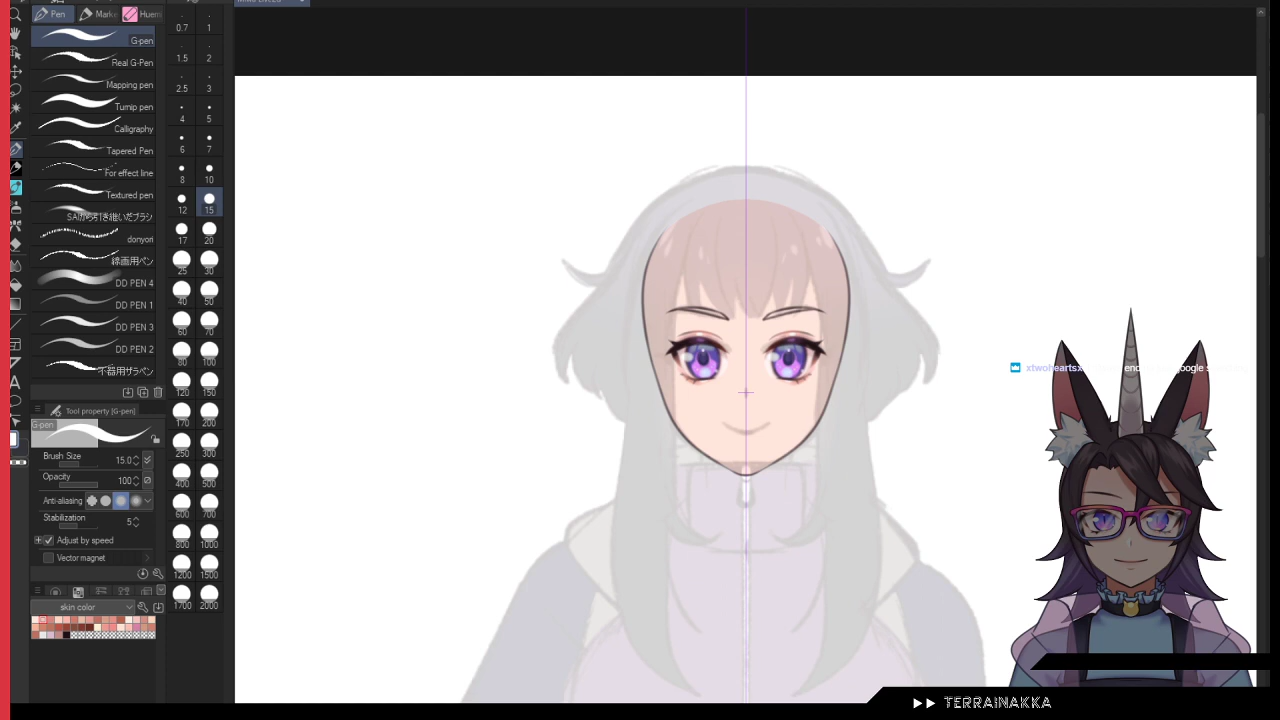 Pen
Mark
Huem
G-pen
Real G-Pen
Mapping pen
Turnip pen
Calligraphy
Tapered Pen
For effect line
Textured pen
SAIから引き継いだブラシ
donyori
線画用ペン
DD PEN 4
DD PEN 1
DD PEN 3
DD PEN 2
不器用ザラペン
0.7 1
1.5 2
2.5 3
4 5
6 7
8 10
12 15
17 20
25 30
40 50
60 70
80 100
120 150
170 200
250 300
400 500
600 700
800 1000
1200 1500
1700 2000
Tool property [G-pen]
G-pen
Brush Size 15.0
Opacity 100
Anti-aliasing
Stabilization 5
Adjust by speed
Vector magnet
skin color
xtwoheartsx
TERRAINAKKA